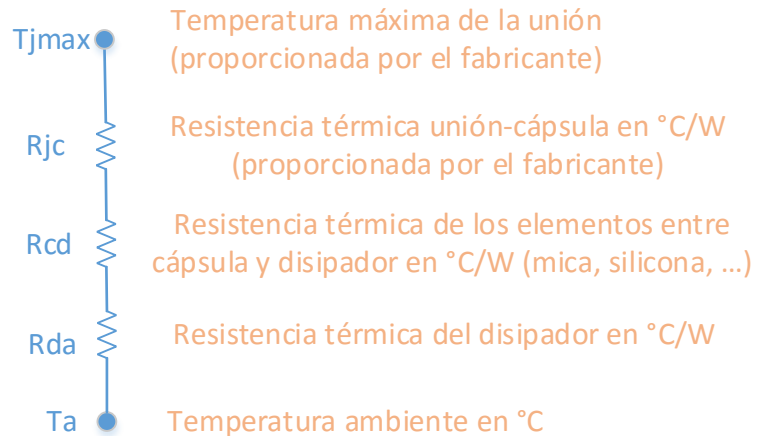 Tjmax
Temperatura máxima de la unión
(proporcionada por el fabricante)
Rjc
Resistencia térmica unión-cápsula en °C/W
(proporcionada por el fabricante)
Rcd
Resistencia térmica de los elementos entre
cápsula y disipador en °C/W (mica, silicona, …)
Rda
Resistencia térmica del disipador en °C/W
Ta
Temperatura ambiente en °C